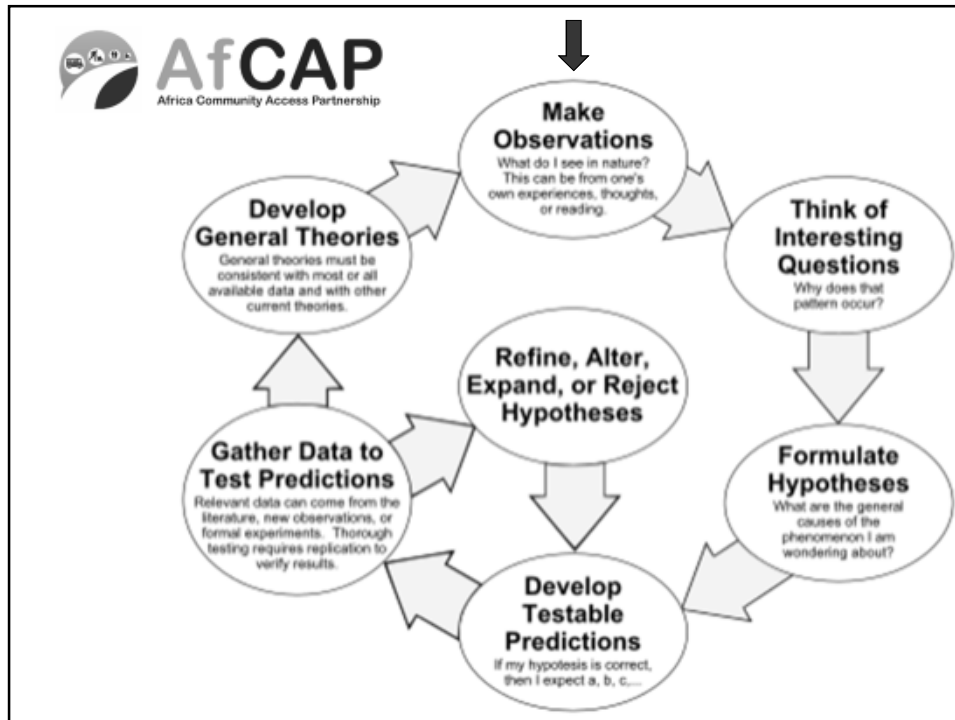 AfCAP
Africa Community Access Partnership
Make
Observations
What do I see in nature?
This can be from one's
own experiences, thoughts,
or reading.
Think of
Interesting
Questions
Why does that
pattern occur?
Formulate
Hypotheses
What are the general
causes of the
phenomenon I am
wondering about?
Develop
Testable
Predictions
If my hypotesis is correct,
then I expect a, b, c,...
Gather Data to
Test Predictions
Relevant data can come from the
literature, new observations, or
formal experiments. Thorough
testing requires replication to
verify results.
Refine, Alter,
Expand, or Reject
Hypotheses
Develop
General Theories
General theories must be
consistent with most or all
available data and with other
current theories.